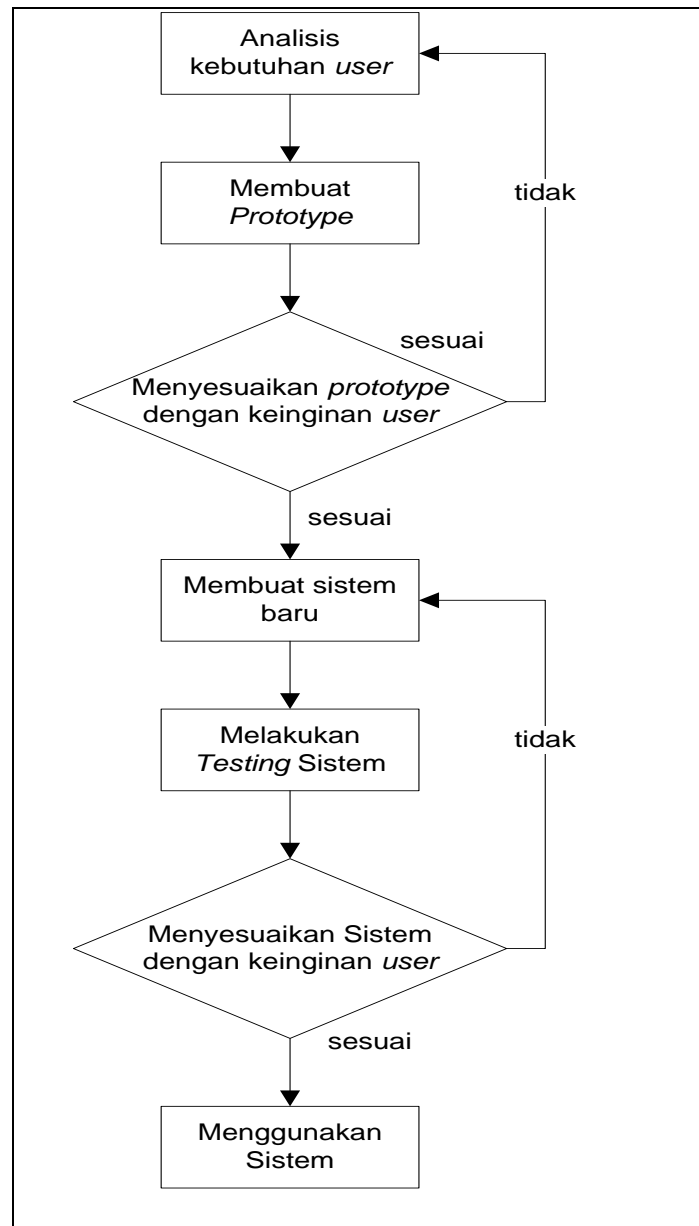 Analisis
kebutuhan user
Membuat
Prototype
tidak
sesuai
Menyesuaikan prototype
dengan keinginan user
sesuai
Membuat sistem
baru
Melakukan
Testing Sistem
tidak
Menyesuaikan Sistem
dengan keinginan user
sesuai
Menggunakan
Sistem